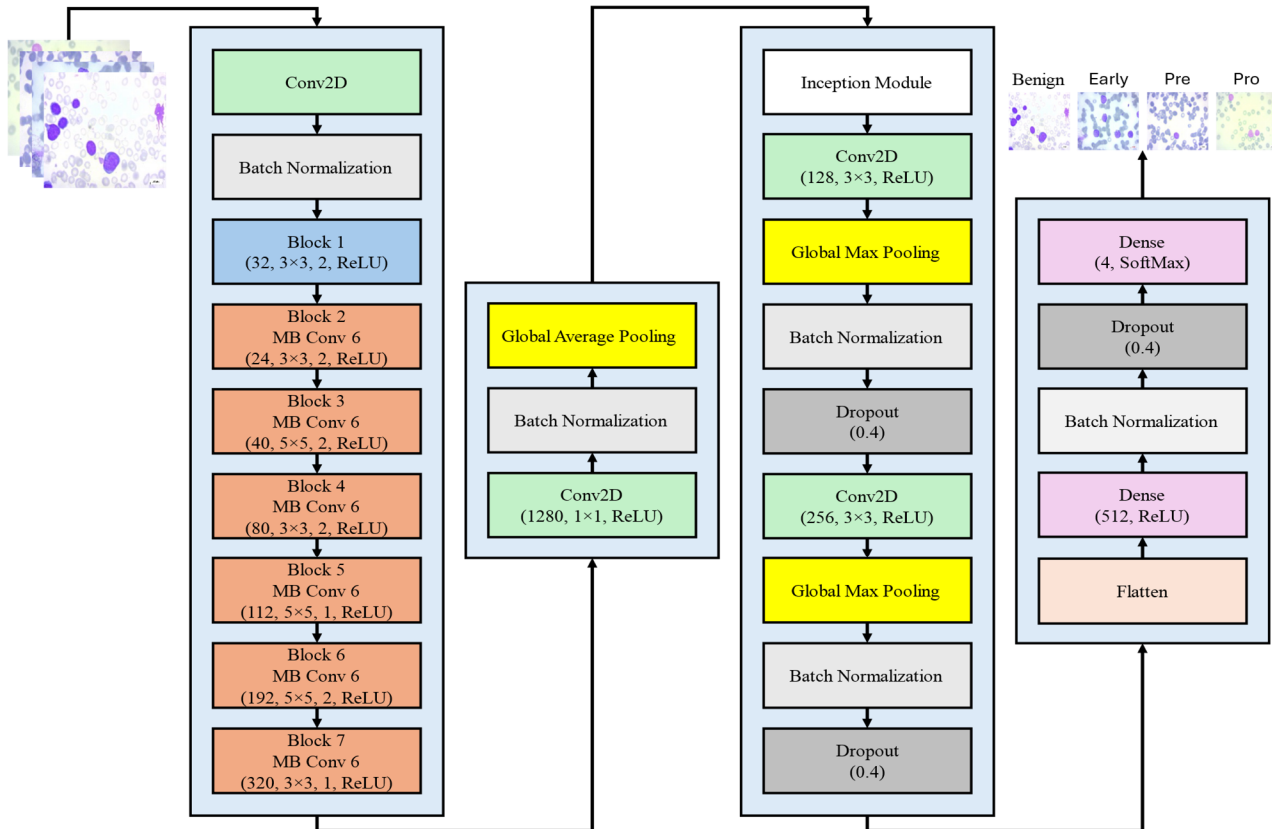 Conv2D
Batch Normalization
Block 1
(32, 3×3, 2, ReLU)
Block 2
MB Conv 6
(24, 3×3, 2, ReLU)
Block 3
MB Conv 6
(40, 5×5, 2, ReLU)
Block 4
MB Conv 6
(80, 3×3, 2, ReLU)
Block 5
MB Conv 6
(112, 5×5, 1, ReLU)
Block 6
MB Conv 6
(192, 5×5, 2, ReLU)
Block 7
MB Conv 6
(320, 3×3, 1, ReLU)
Global Average Pooling
Batch Normalization
Conv2D
(1280, 1×1, ReLU)
Inception Module
Conv2D
(128, 3×3, ReLU)
Global Max Pooling
Batch Normalization
Dropout
(0.4)
Conv2D
(256, 3×3, ReLU)
Global Max Pooling
Batch Normalization
Dropout
(0.4)
Benign Early Pre Pro
Dense
(4, SoftMax)
Dropout
(0.4)
Batch Normalization
Dense
(512, ReLU)
Flatten